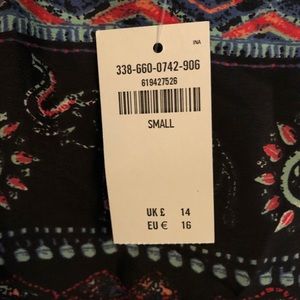 INA
338-660-0742-906
619427526
SMALL
UK £ 14
EU € 16